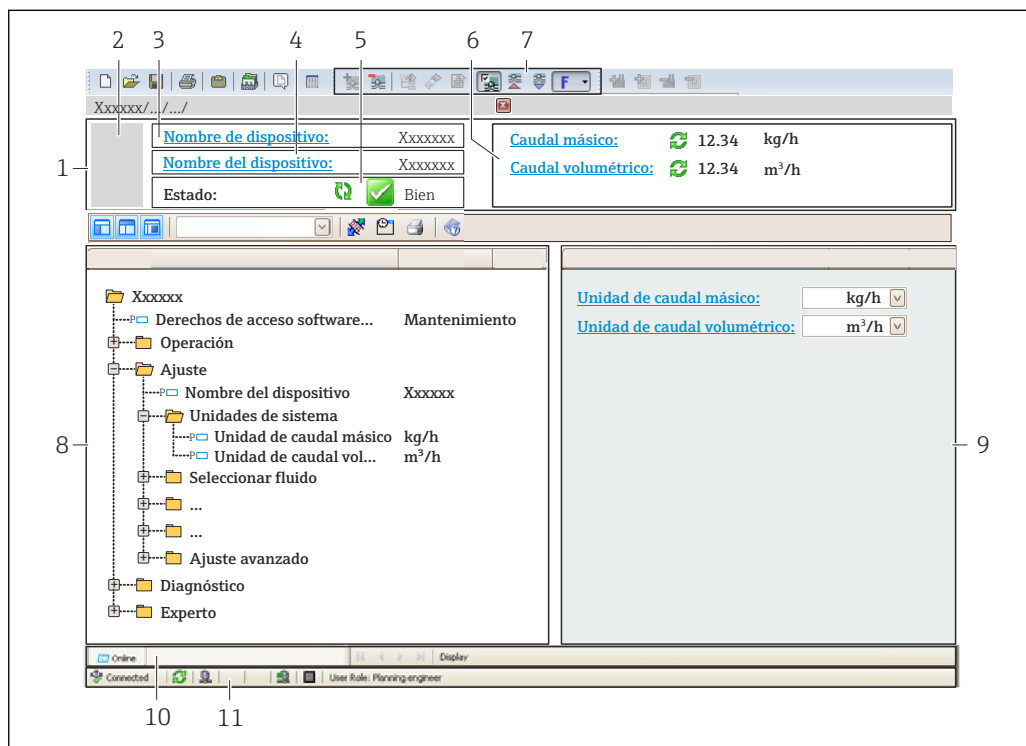 2 3 4 5 6 7
F
Xxxxxx/.../.../
Nombre de dispositivo: Xxxxxxx
Caudal másico: 12.34 kg/h
1
Nombre del dispositivo: Xxxxxxx
Caudal volumétrico: 12.34 m³/h
Estado: Bien
Xxxxxx
Derechos de acceso software... Mantenimiento
Operación
Ajuste
Nombre del dispositivo Xxxxxx
Unidades de sistema
Unidad de caudal másico kg/h
Unidad de caudal vol... m³/h
Seleccionar fluido
...
...
Ajuste avanzado
Diagnóstico
Experto
8
Unidad de caudal másico: kg/h
Unidad de caudal volumétrico: m³/h
9
Online Display
Connected User Role: Planning engineer
10 11